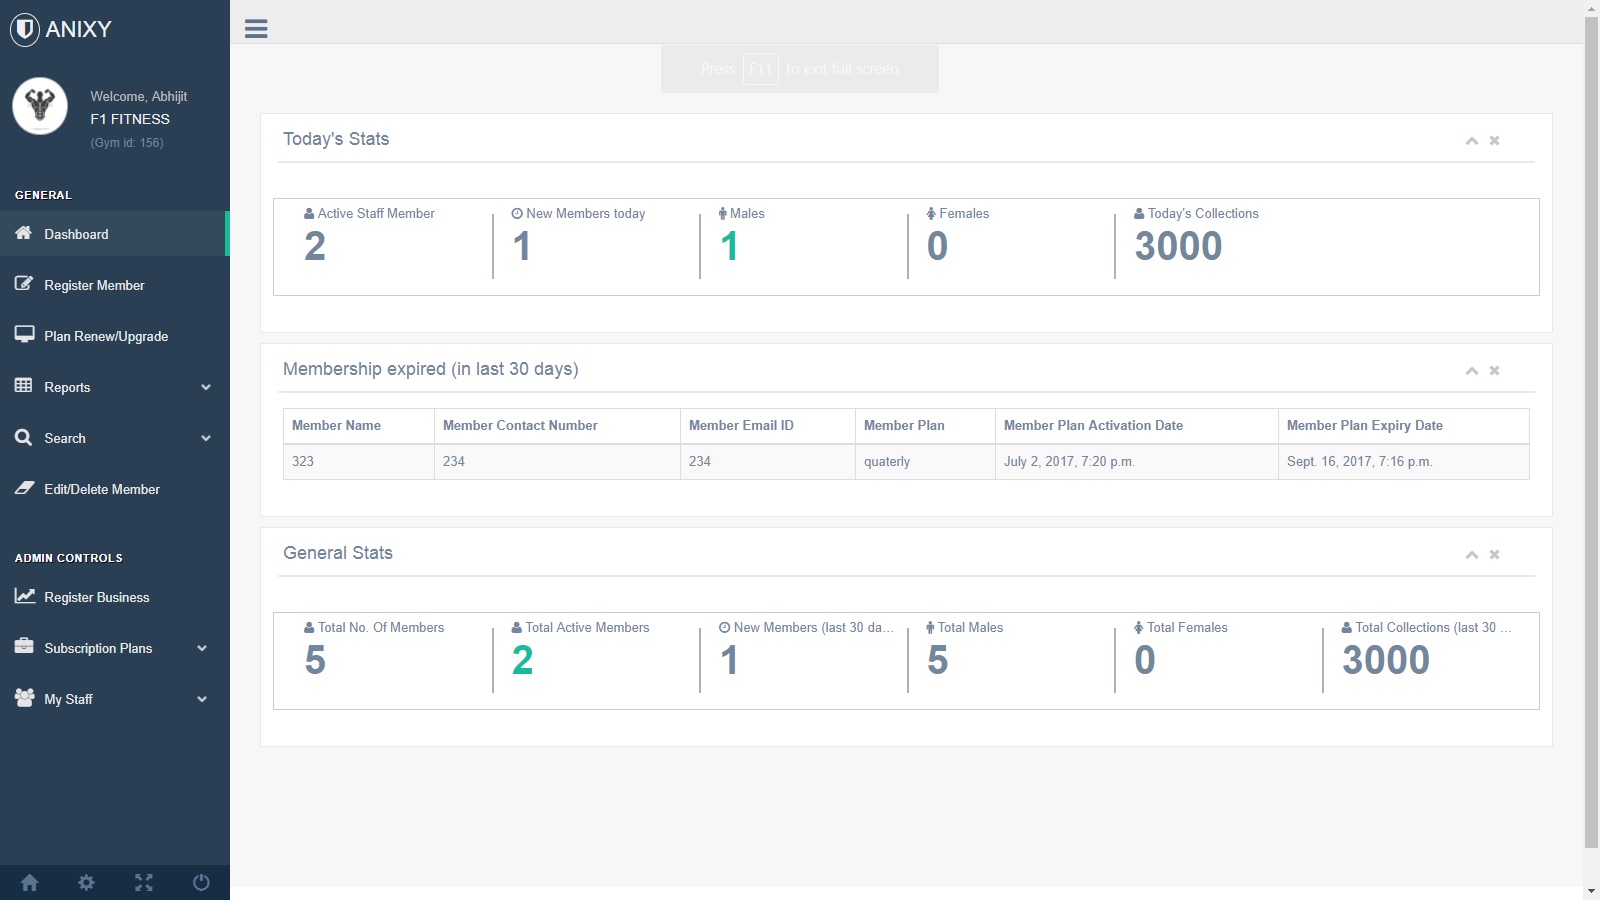 ANIXY
Welcome, Abhijit
F1 FITNESS
(Gym id: 156)
GENERAL
Dashboard
Register Member
Plan Renew/Upgrade
Reports
Search
Edit/Delete Member
ADMIN CONTROLS
Register Business
Subscription Plans
My Staff
Press F11 to exit full screen
Today's Stats
Active Staff Member New Members today Males Females Today's Collections
2 1 1 0 3000
Membership expired (in last 30 days)
Member Name Member Contact Number Member Email ID Member Plan Member Plan Activation Date Member Plan Expiry Date
323 234 234 quaterly July 2, 2017, 7:20 p.m. Sept. 16, 2017, 7:16 p.m.
General Stats
Total No. Of Members Total Active Members New Members (last 30 da... Total Males Total Females Total Collections (last 30 ...
5 2 1 5 0 3000